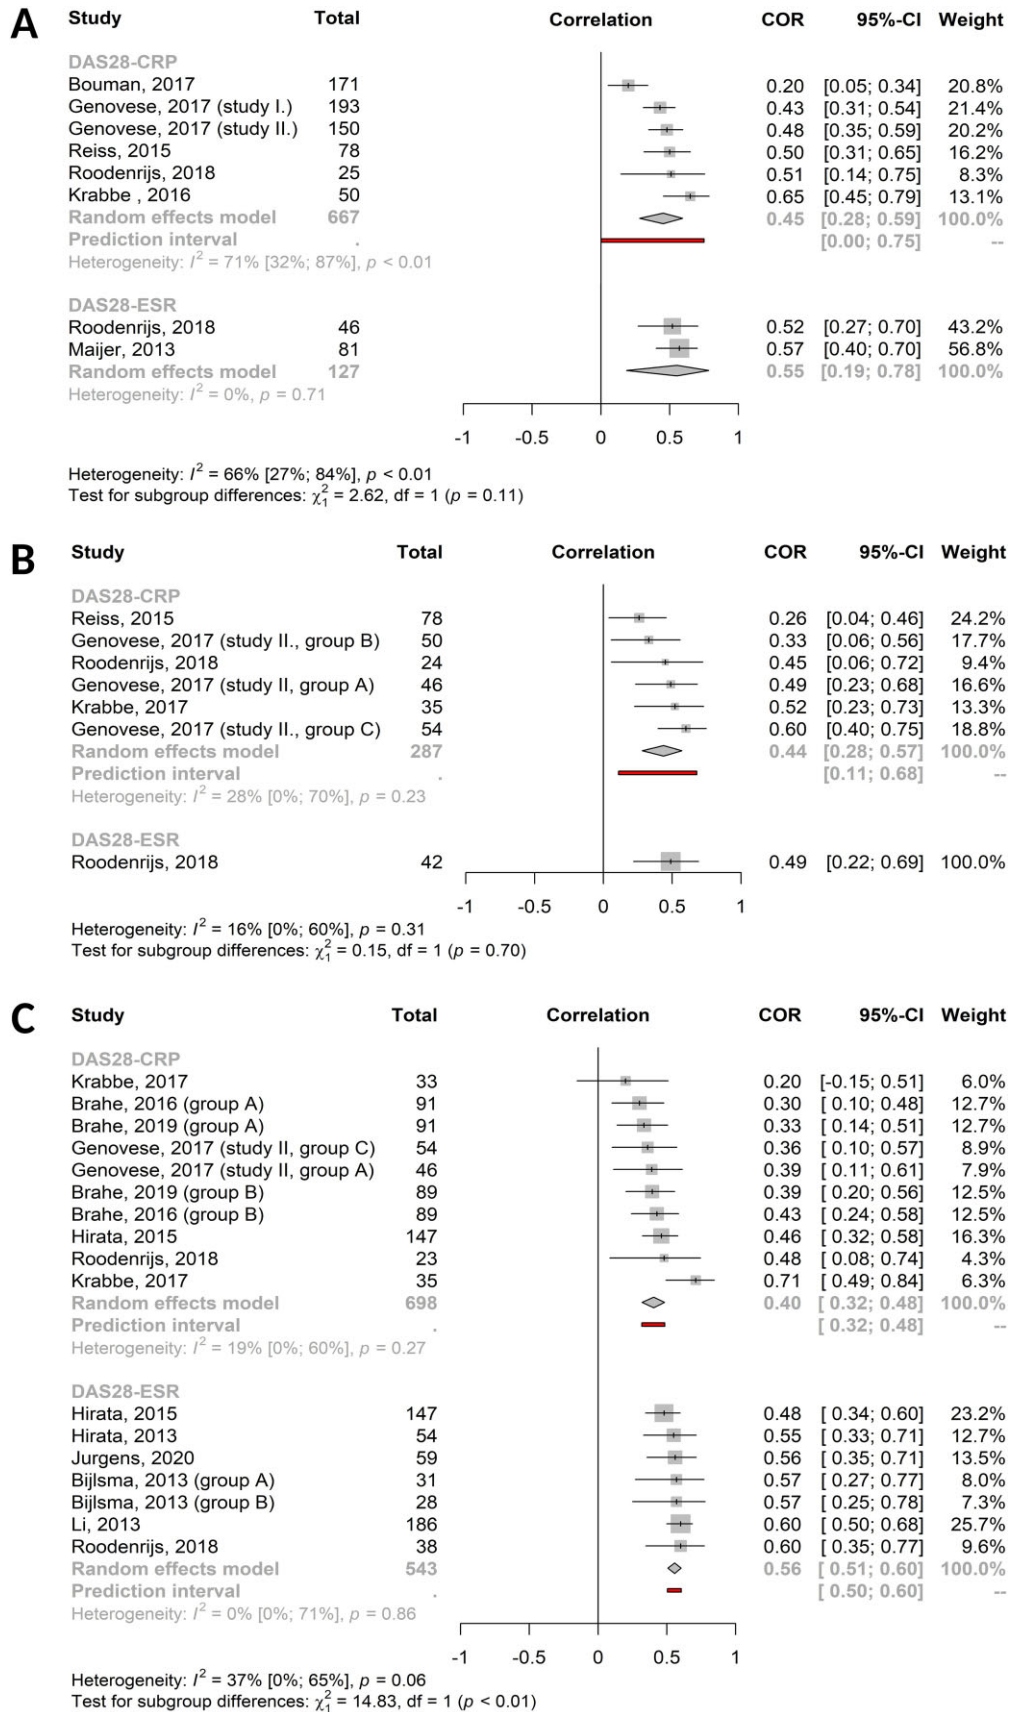 A
Study Total Correlation COR 95%-CI Weight
DAS28-CRP
Bouman, 2017 171 0.20 [0.05; 0.34] 20.8%
Genovese, 2017 (study I.) 193 0.43 [0.31; 0.54] 21.4%
Genovese, 2017 (study II.) 150 0.48 [0.35; 0.59] 20.2%
Reiss, 2015 78 0.50 [0.31; 0.65] 16.2%
Roodenrijs, 2018 25 0.51 [0.14; 0.75] 8.3%
Krabbe , 2016 50 0.65 [0.45; 0.79] 13.1%
Random effects model 667 0.45 [0.28; 0.59] 100.0%
Prediction interval . [0.00; 0.75] --
Heterogeneity: I² = 71% [32%; 87%], p < 0.01
DAS28-ESR
Roodenrijs, 2018 46 0.52 [0.27; 0.70] 43.2%
Maijer, 2013 81 0.57 [0.40; 0.70] 56.8%
Random effects model 127 0.55 [0.19; 0.78] 100.0%
Heterogeneity: I² = 0%, p = 0.71
-1 -0.5 0 0.5 1
Heterogeneity: I² = 66% [27%; 84%], p < 0.01
Test for subgroup differences: χ₁² = 2.62, df = 1 (p = 0.11)
B
Study Total Correlation COR 95%-CI Weight
DAS28-CRP
Reiss, 2015 78 0.26 [0.04; 0.46] 24.2%
Genovese, 2017 (study II., group B) 50 0.33 [0.06; 0.56] 17.7%
Roodenrijs, 2018 24 0.45 [0.06; 0.72] 9.4%
Genovese, 2017 (study II, group A) 46 0.49 [0.23; 0.68] 16.6%
Krabbe, 2017 35 0.52 [0.23; 0.73] 13.3%
Genovese, 2017 (study II., group C) 54 0.60 [0.40; 0.75] 18.8%
Random effects model 287 0.44 [0.28; 0.57] 100.0%
Prediction interval . [0.11; 0.68] --
Heterogeneity: I² = 28% [0%; 70%], p = 0.23
DAS28-ESR
Roodenrijs, 2018 42 0.49 [0.22; 0.69] 100.0%
-1 -0.5 0 0.5 1
Heterogeneity: I² = 16% [0%; 60%], p = 0.31
Test for subgroup differences: χ₁² = 0.15, df = 1 (p = 0.70)
C
Study Total Correlation COR 95%-CI Weight
DAS28-CRP
Krabbe, 2017 33 0.20 [-0.15; 0.51] 6.0%
Brahe, 2016 (group A) 91 0.30 [ 0.10; 0.48] 12.7%
Brahe, 2019 (group A) 91 0.33 [ 0.14; 0.51] 12.7%
Genovese, 2017 (study II, group C) 54 0.36 [ 0.10; 0.57] 8.9%
Genovese, 2017 (study II, group A) 46 0.39 [ 0.11; 0.61] 7.9%
Brahe, 2019 (group B) 89 0.39 [ 0.20; 0.56] 12.5%
Brahe, 2016 (group B) 89 0.43 [ 0.24; 0.58] 12.5%
Hirata, 2015 147 0.46 [ 0.32; 0.58] 16.3%
Roodenrijs, 2018 23 0.48 [ 0.08; 0.74] 4.3%
Krabbe, 2017 35 0.71 [ 0.49; 0.84] 6.3%
Random effects model 698 0.40 [ 0.32; 0.48] 100.0%
Prediction interval . [ 0.32; 0.48] --
Heterogeneity: I² = 19% [0%; 60%], p = 0.27
DAS28-ESR
Hirata, 2015 147 0.48 [ 0.34; 0.60] 23.2%
Hirata, 2013 54 0.55 [ 0.33; 0.71] 12.7%
Jurgens, 2020 59 0.56 [ 0.35; 0.71] 13.5%
Bijlsma, 2013 (group A) 31 0.57 [ 0.27; 0.77] 8.0%
Bijlsma, 2013 (group B) 28 0.57 [ 0.25; 0.78] 7.3%
Li, 2013 186 0.60 [ 0.50; 0.68] 25.7%
Roodenrijs, 2018 38 0.60 [ 0.35; 0.77] 9.6%
Random effects model 543 0.56 [ 0.51; 0.60] 100.0%
Prediction interval . [ 0.50; 0.60] --
Heterogeneity: I² = 0% [0%; 71%], p = 0.86
-1 -0.5 0 0.5 1
Heterogeneity: I² = 37% [0%; 65%], p = 0.06
Test for subgroup differences: χ₁² = 14.83, df = 1 (p < 0.01)